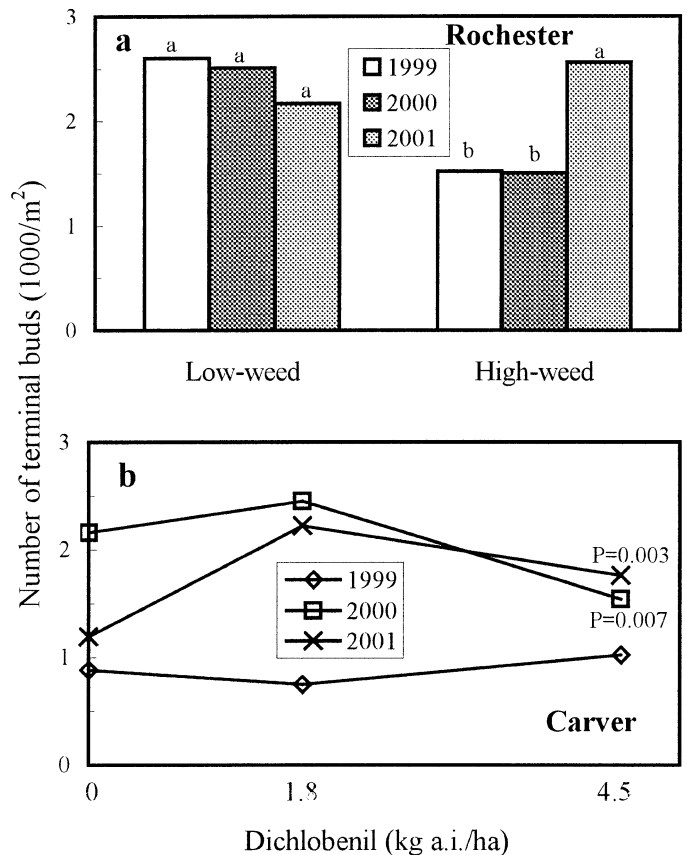 Number of terminal buds (1000/m²)
a
Rochester
3
2
1
0
1999
2000
2001
a
a
a
b
b
a
Low-weed
High-weed
b
3
2
1
0
1999
2000
2001
P=0.003
P=0.007
Carver
0
1.8
4.5
Dichlobenil (kg a.i./ha)